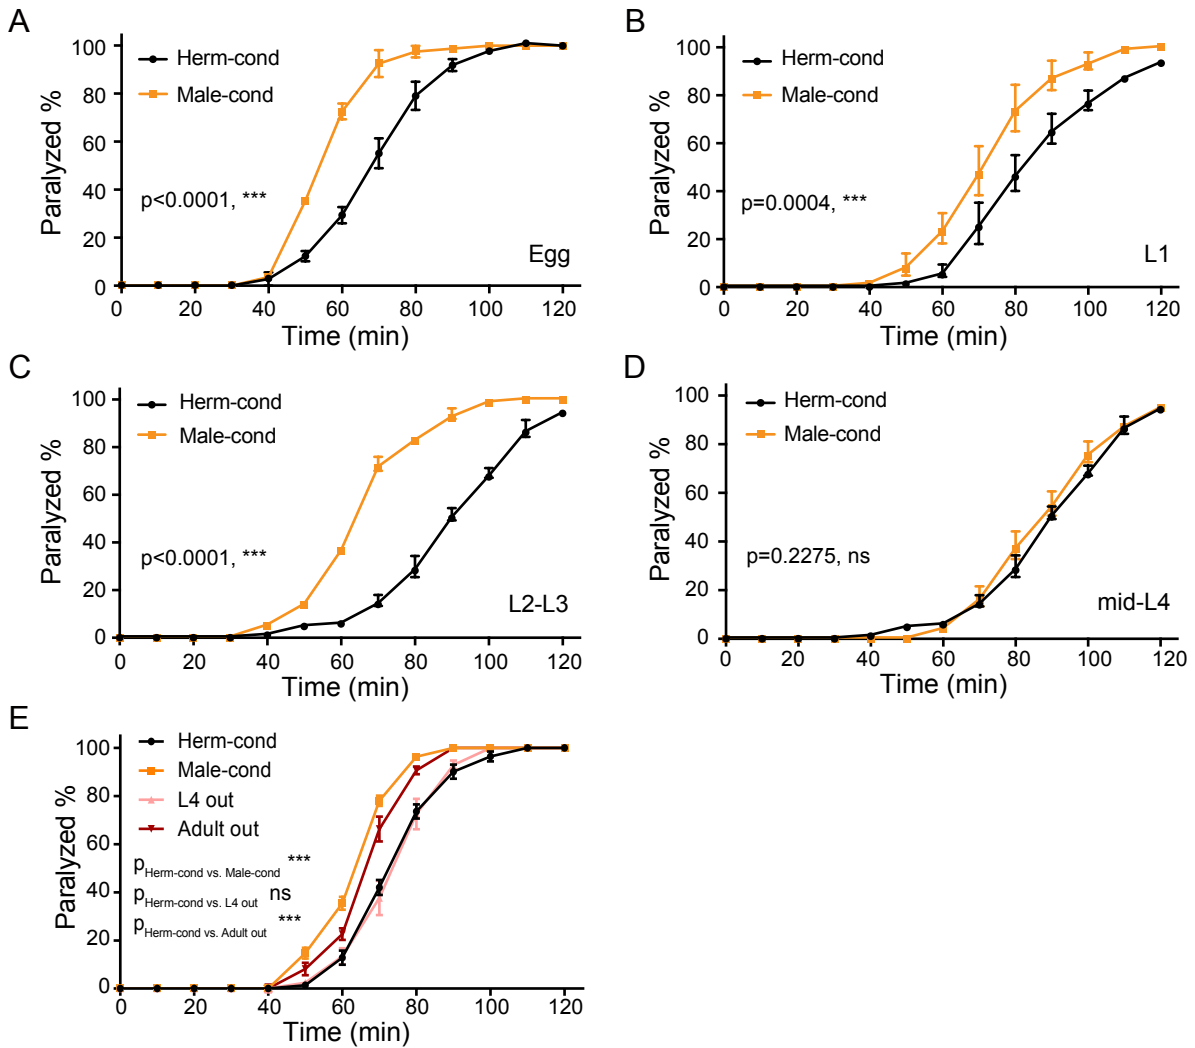 A
Herm-cond
Male-cond
p<0.0001, ***
Egg
Paralyzed %
100
80
60
40
20
0
0 20 40 60 80 100 120
Time (min)
B
Herm-cond
Male-cond
p=0.0004, ***
L1
Paralyzed %
100
80
60
40
20
0
0 20 40 60 80 100 120
Time (min)
C
Herm-cond
Male-cond
p<0.0001, ***
L2-L3
Paralyzed %
100
80
60
40
20
0
0 20 40 60 80 100 120
Time (min)
D
Herm-cond
Male-cond
p=0.2275, ns
mid-L4
Paralyzed %
100
80
60
40
20
0
0 20 40 60 80 100 120
Time (min)
E
Herm-cond
Male-cond
L4 out
Adult out
p Herm-cond vs. Male-cond ***
p Herm-cond vs. L4 out ns
p Herm-cond vs. Adult out ***
Paralyzed %
100
80
60
40
20
0
0 20 40 60 80 100 120
Time (min)